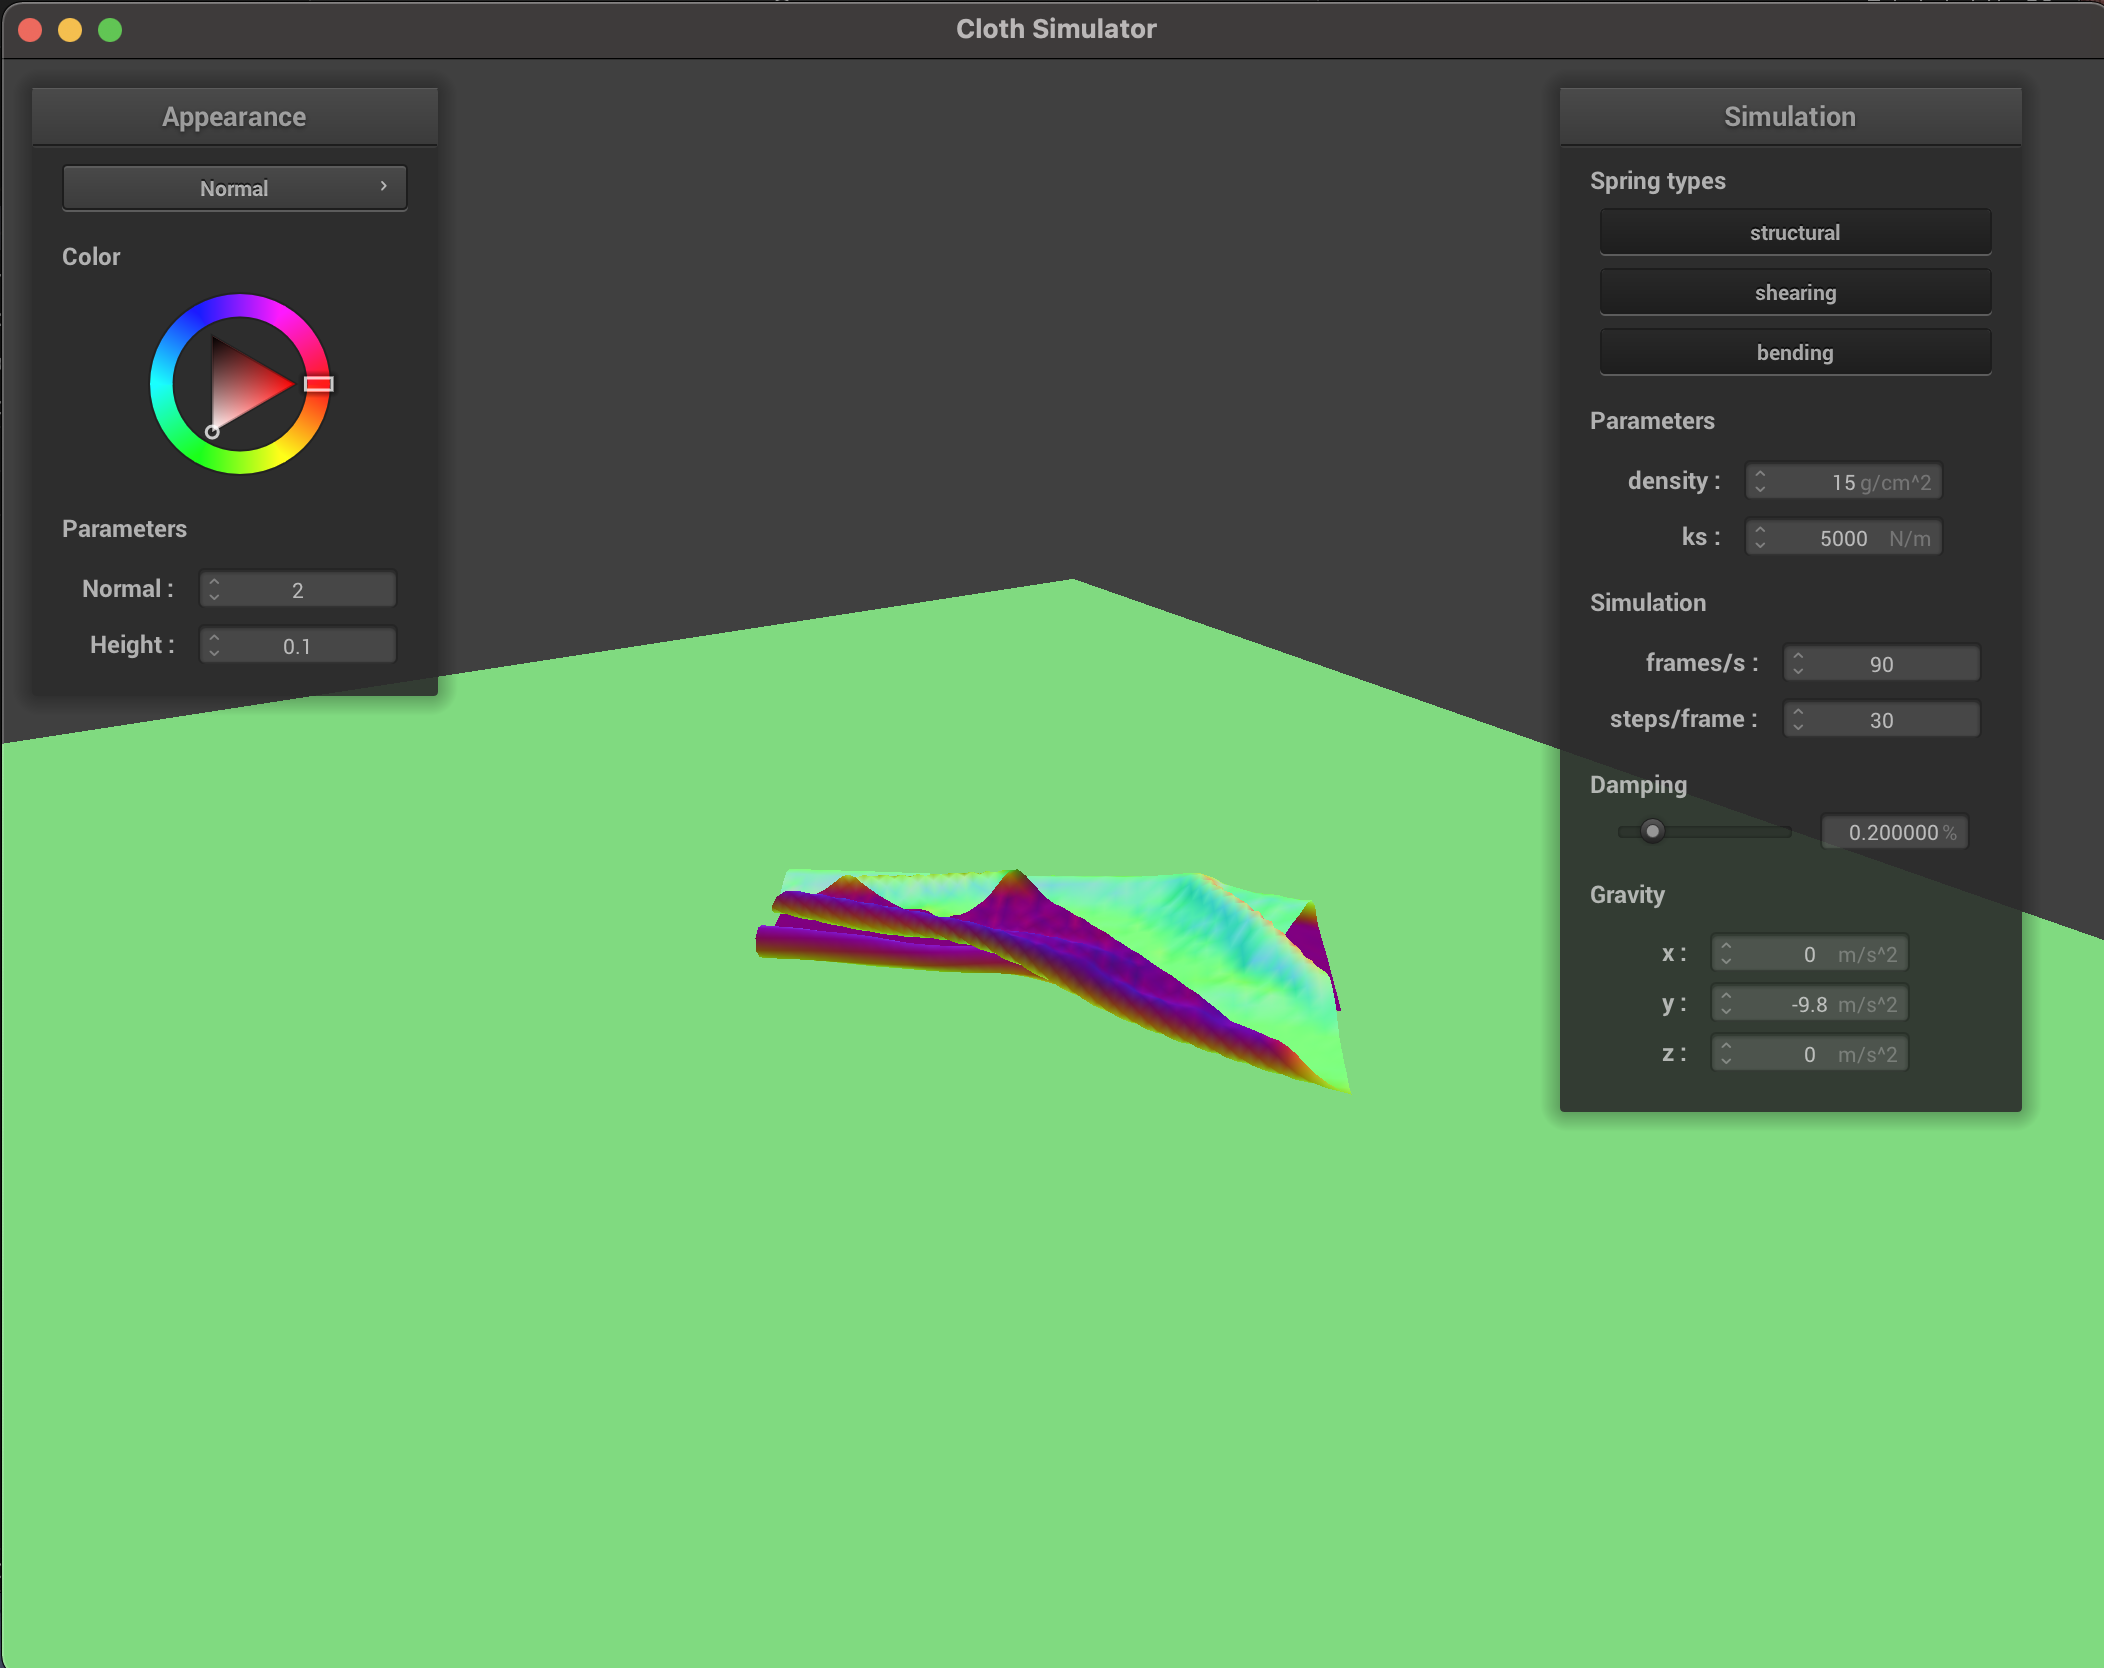 Cloth Simulator
Appearance
Normal
Color
Parameters
Normal : 2
Height : 0.1
Simulation
Spring types
structural
shearing
bending
Parameters
density : 15 g/cm^2
ks : 5000 N/m
Simulation
frames/s : 90
steps/frame : 30
Damping
0.200000 %
Gravity
x : 0 m/s^2
y : -9.8 m/s^2
z : 0 m/s^2